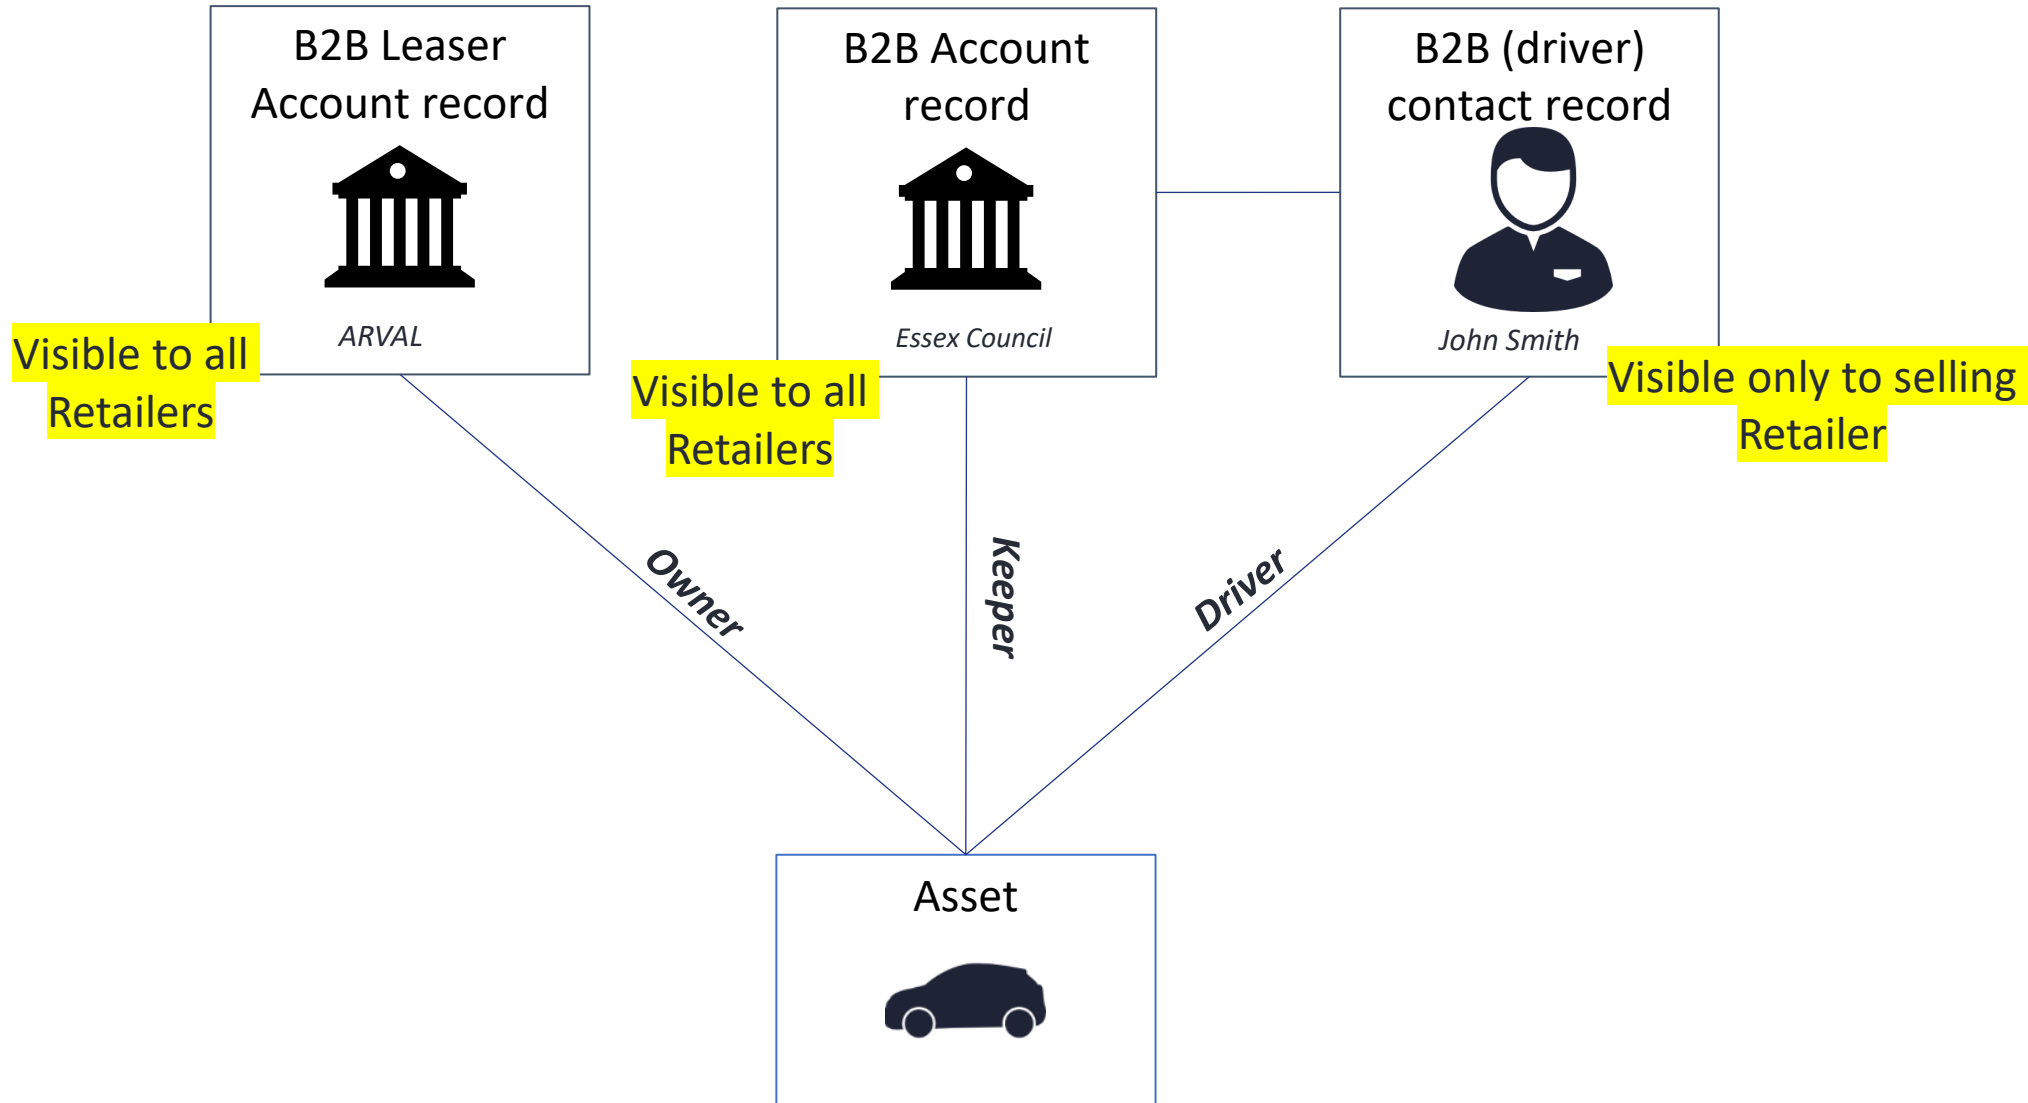 B2B Leaser
Account record
ARVAL
Visible to all
Retailers
B2B Account
record
Essex Council
Visible to all
Retailers
B2B (driver)
contact record
John Smith
Visible only to selling
Retailer
Owner
Keeper
Driver
Asset